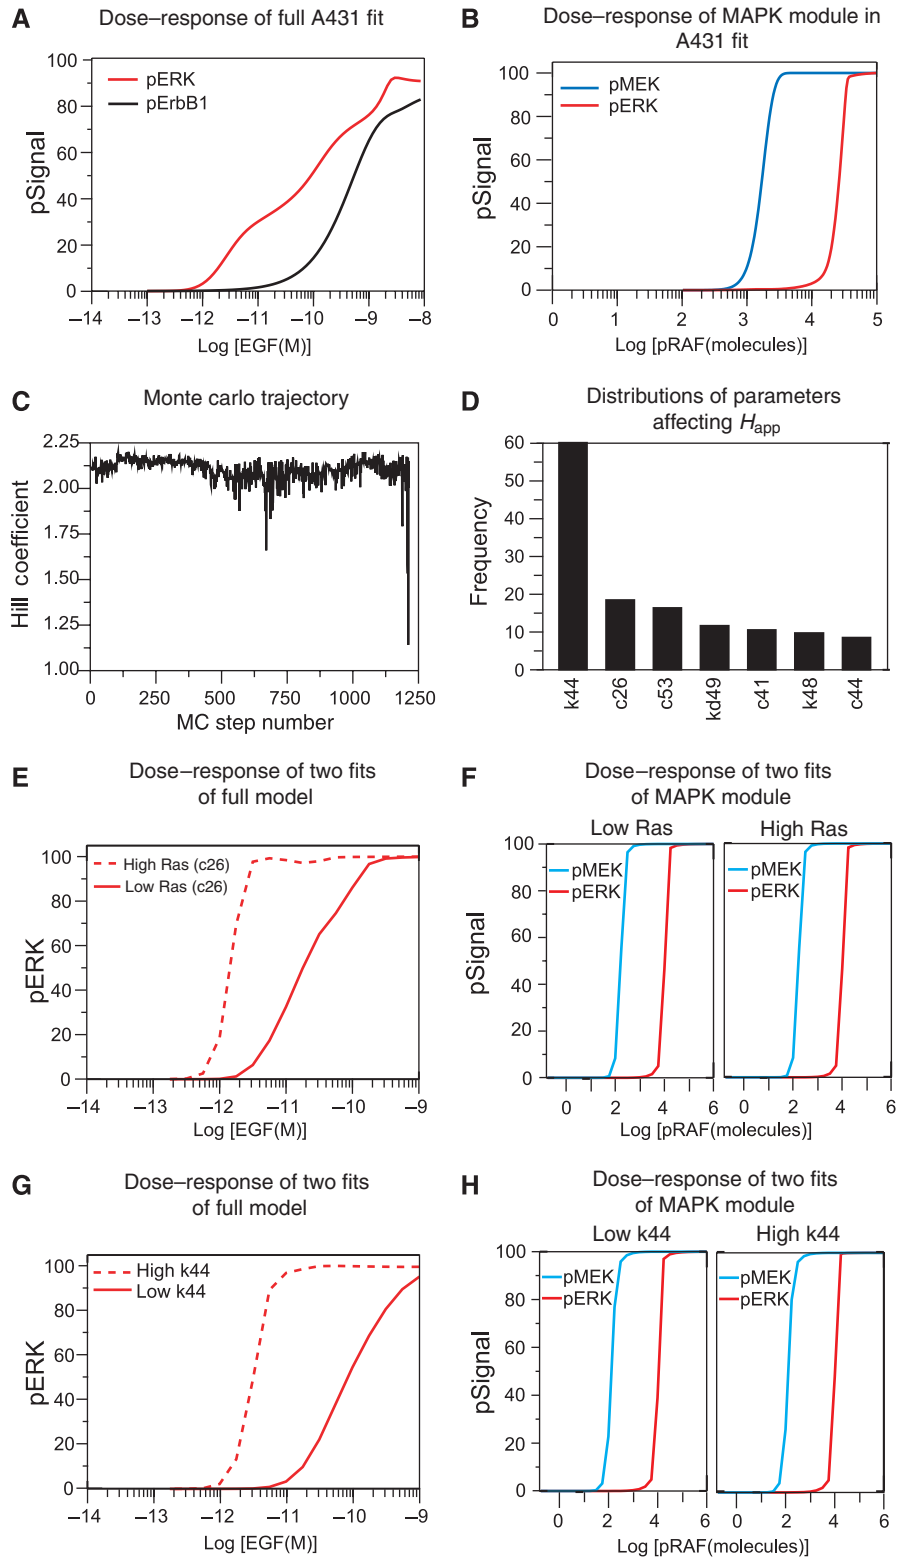 A
Dose–response of full A431 fit
pSignal
100
80
60
40
20
0
pERK
pErbB1
–14
–13
–12
–11
–10
–9
–8
Log [EGF(M)]
B
Dose–response of MAPK module in
A431 fit
pSignal
100
80
60
40
20
0
pMEK
pERK
0
1
2
3
4
5
Log [pRAF(molecules)]
C
Monte carlo trajectory
Hill coefficient
2.25
2.00
1.75
1.50
1.25
1.00
0
250
500
750
1000
1250
MC step number
D
Distributions of parameters
affecting Happ
Frequency
60
50
40
30
20
10
0
k44
c26
c53
kd49
c41
k48
c44
E
Dose–response of two fits
of full model
pERK
100
80
60
40
20
0
High Ras (c26)
Low Ras (c26)
–14
–13
–12
–11
–10
–9
Log [EGF(M)]
F
Dose–response of two fits
of MAPK module
Low Ras
High Ras
pSignal
100
80
60
40
20
0
pMEK
pERK
pMEK
pERK
0
2
4
6
0
2
4
6
Log [pRAF(molecules)]
G
Dose–response of two fits
of full model
pERK
100
80
60
40
20
0
High k44
Low k44
–14
–13
–12
–11
–10
–9
Log [EGF(M)]
H
Dose–response of two fits
of MAPK module
Low k44
High k44
pSignal
100
80
60
40
20
0
pMEK
pERK
pMEK
pERK
0
2
4
6
0
2
4
6
Log [pRAF(molecules)]